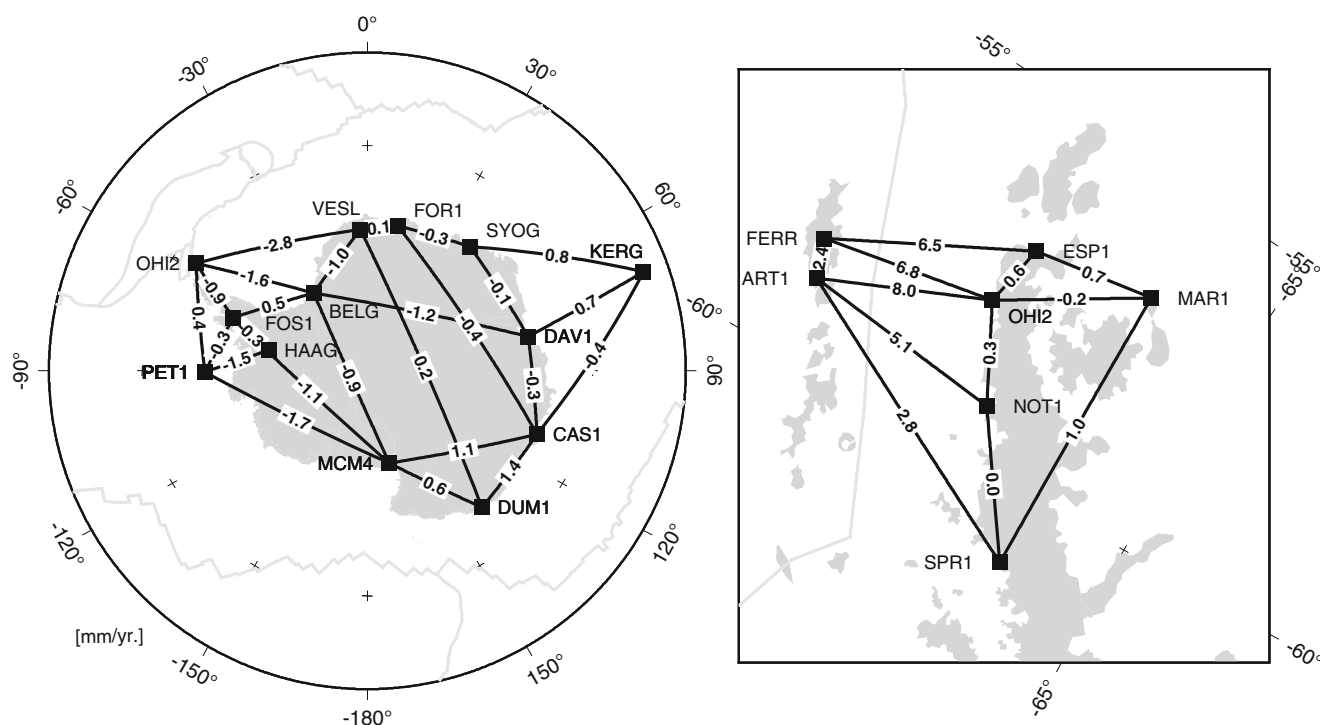 0°
-30°
30°
-55°
-60°
60°
VESL
0.1
FOR1
-0.3
SYOG
-2.8
KERG
0.8
OHI2
-1.0
-1.6
-0.9
0.5
-0.1
0.7
-60°
BELG
-1.2
0.4
FOS1
-0.4
DAV1
-0.3
0.3
HAAG
-0.4
-90°
PET1
-1.5
-0.9
0.2
-0.3
90°
-1.1
-1.7
CAS1
1.1
MCM4
1.4
0.6
DUM1
-120°
120°
[mm/yr.]
-150°
150°
-180°
FERR
6.5
ESP1
-55°
2.4
6.8
0.6
0.7
ART1
8.0
-0.2
MAR1
-65°
OHI2
5.1
0.3
NOT1
2.8
1.0
0.0
SPR1
-60°
-65°